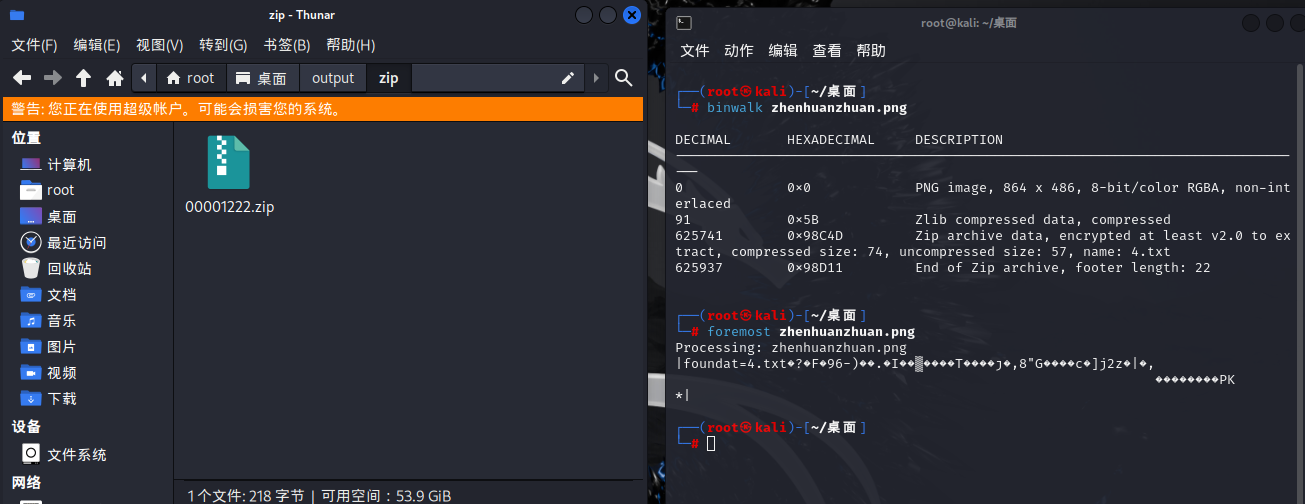 zip - Thunar
文件(F) 编辑(E) 视图(V) 转到(G) 书签(B) 帮助(H)
root 桌面 output zip
警告: 您正在使用超级帐户。可能会损害您的系统。
位置
计算机
root
桌面
最近访问
回收站
文档
音乐
图片
视频
下载
设备
文件系统
网络
00001222.zip
1个文件: 218 字节 | 可用空间：53.9 GiB
root@kali: ~/桌面
文件 动作 编辑 查看 帮助
┌──(root㉿kali)-[~/桌面]
└─# binwalk zhenhuanzhuan.png
DECIMAL HEXADECIMAL DESCRIPTION
0 0×0 PNG image, 864 x 486, 8-bit/color RGBA, non-int
erlaced
91 0×5B Zlib compressed data, compressed
625741 0×98C4D Zip archive data, encrypted at least v2.0 to ex
tract, compressed size: 74, uncompressed size: 57, name: 4.txt
625937 0×98D11 End of Zip archive, footer length: 22
┌──(root㉿kali)-[~/桌面]
└─# foremost zhenhuanzhuan.png
Processing: zhenhuanzhuan.png
|foundat=4.txt�?�F�96-)��.�I��▒����T����j�,8"G����c�]j2z�|�,
��������PK
*|
┌──(root㉿kali)-[~/桌面]
└─#